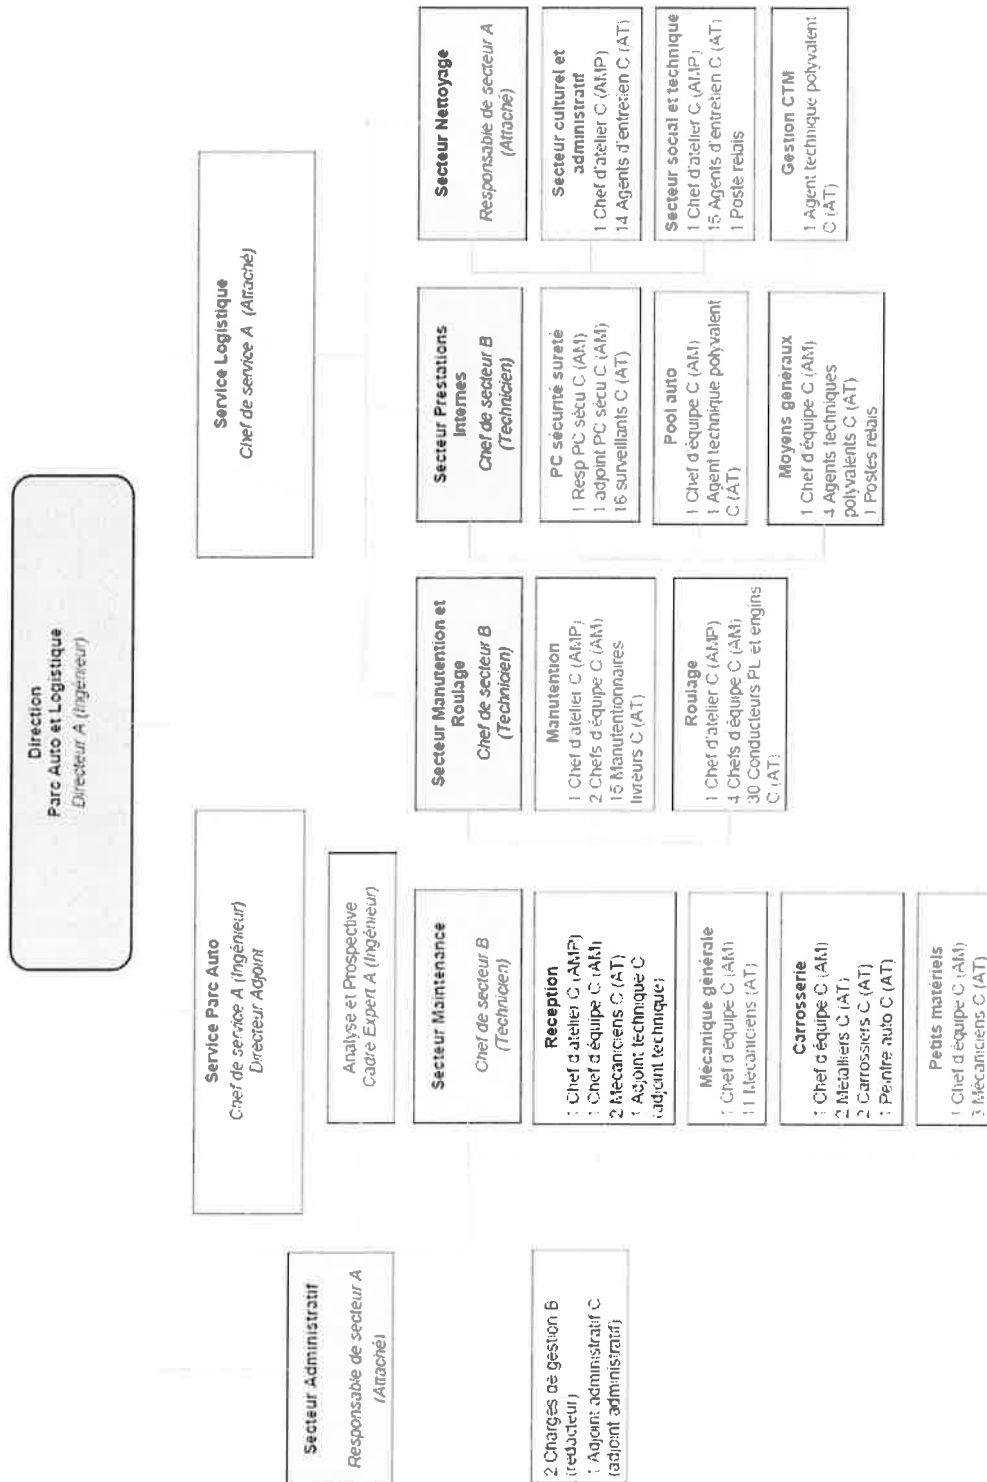 Direction
Parc Auto et Logistique
Directeur A (Ingénieur)
Service Parc Auto
Chef de service A (Ingénieur)
Directeur Adjoint
Service Logistique
Chef de service A (Attaché)
Secteur Administratif
Responsable de secteur A
(Attaché)
Analyse et Prospective
Cadre Expert A (Ingénieur)
Secteur Maintenance
Chef de secteur B
(Technicien)
Secteur Manutention et
Roulage
Chef de secteur B
(Technicien)
Secteur Prestations
Internes
Chef de secteur B
(Technicien)
Secteur Nettoyage
Responsable de secteur A
(Attaché)
2 Chargés de gestion B
(rédacteur)
1 Adjoint administratif C
(adjoint administratif)
Réception
1 Chef d'atelier C (AMP)
1 Chef d'équipe C (AM)
2 Mécaniciens C (AT)
1 Adjoint technique C
(adjoint technique)
Mécanique générale
1 Chef d'équipe C (AM)
11 Mécaniciens (AT)
Carrosserie
1 Chef d'équipe C (AM)
2 Métalliers C (AT)
2 Carrossiers C (AT)
1 Peintre auto C (AT)
Petits matériels
1 Chef d'équipe C (AM)
3 Mécaniciens C (AT)
Manutention
1 Chef d'atelier C (AMP)
2 Chefs d'équipe C (AM)
15 Manutentionnaires
livreurs C (AT)
Roulage
1 Chef d'atelier C (AMP)
4 Chefs d'équipe C (AM)
30 Conducteurs PL et engins
C (AT)
PC sécurité sureté
1 Resp PC sécu C (AM)
1 adjoint PC sécu C (AM)
16 surveillants C (AT)
Pool auto
1 Chef d'équipe C (AM)
1 Agent technique polyvalent
C (AT)
Moyens généraux
1 Chef d'équipe C (AM)
4 Agents techniques
polyvalents C (AT)
1 Postes relais
Secteur culturel et
administratif
1 Chef d'atelier C (AMP)
14 Agents d'entretien C (AT)
Secteur social et technique
1 Chef d'atelier C (AMP)
15 Agents d'entretien C (AT)
1 Poste relais
Gestion CTM
1 Agent technique polyvalent
C (AT)